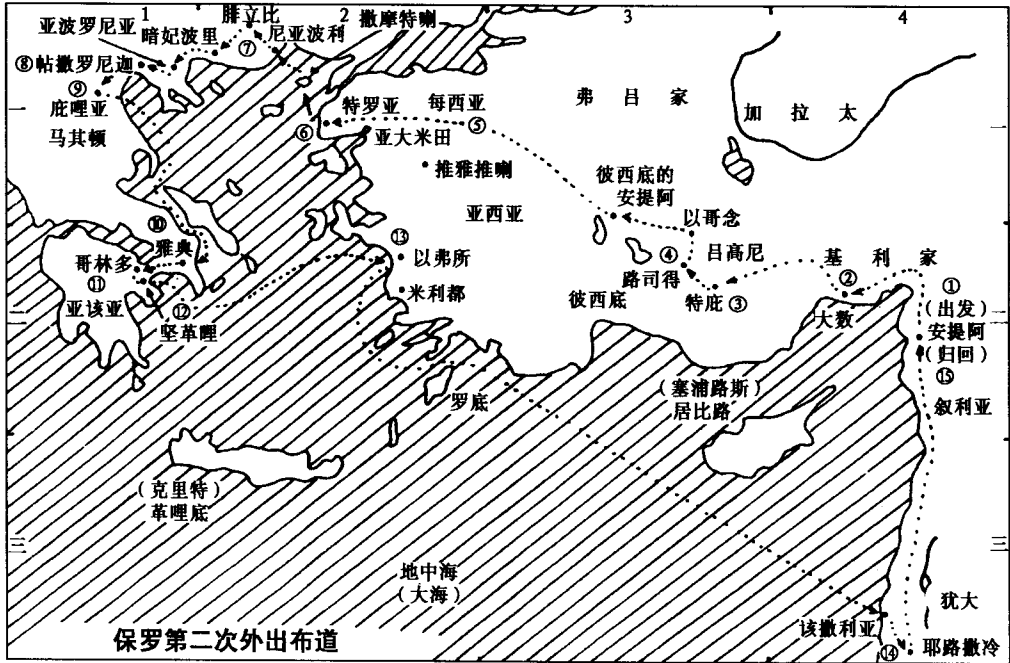 1
2
3
4
腓立比
撒摩特喇
亚波罗尼亚
暗妃波里
⑦
尼亚波利
⑧帖撒罗尼迦
⑨
庇哩亚
马其顿
一
一
特罗亚
每西亚
⑤
弗吕家
加拉太
⑥
亚大米田
推雅推喇
彼西底的
安提阿
以哥念
亚西亚
⑩
雅典
⑬
以弗所
④
吕高尼
基利家
哥林多
⑪
亚该亚
⑫
坚革哩
米利都
路司得
彼西底
特庇③
②
大数
①
(出发)
安提阿
(归回)
⑮
叙利亚
二
二
罗底
(塞浦路斯)
居比路
(克里特)
革哩底
三
三
地中海
(大海)
犹大
该撒利亚
⑭
耶路撒冷
保罗第二次外出布道